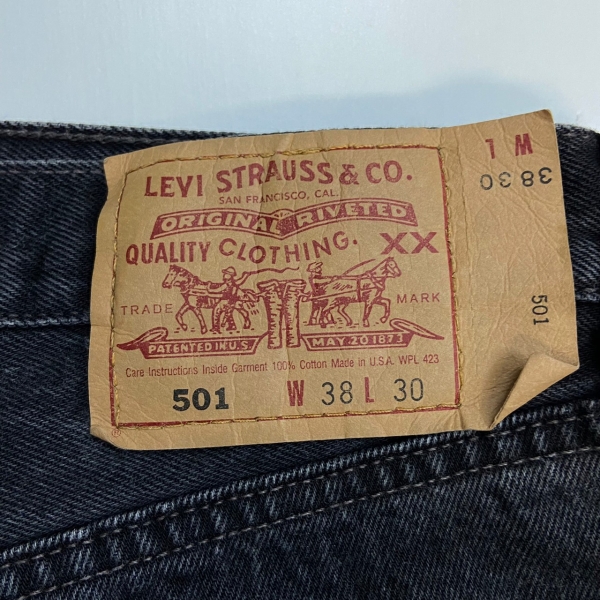 LEVI STRAUSS & CO.
SAN FRANCISCO, CAL.
ORIGINAL RIVETED
QUALITY CLOTHING. XX
TRADE MARK
PATENTED IN U.S. MAY 20 1873
Care Instructions Inside Garment 100% Cotton Made in U.S.A. WPL 423
501 W 38 L 30
®
W L
38 30
501